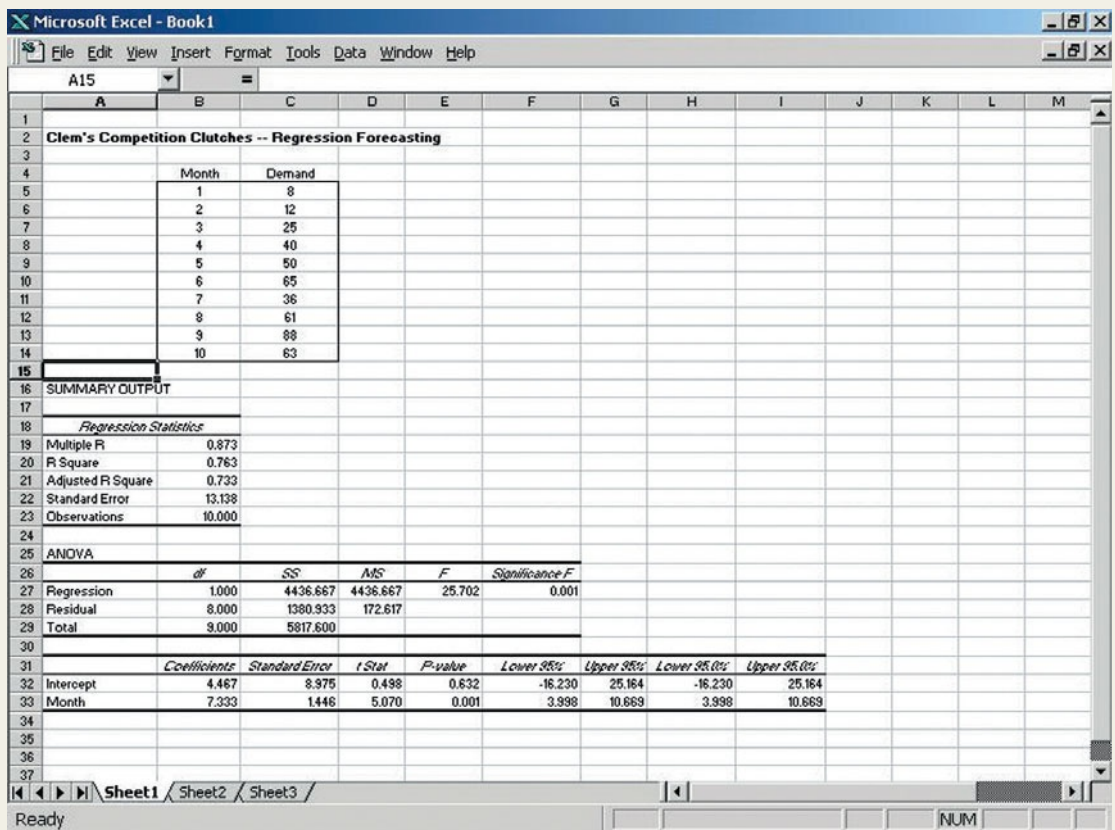 Microsoft Excel - Book1
File Edit View Insert Format Tools Data Window Help
A15 =
A B C D E F G H I J K L M
1
2 Clem's Competition Clutches -- Regression Forecasting
3
4 Month Demand
5 1 8
6 2 12
7 3 25
8 4 40
9 5 50
10 6 65
11 7 36
12 8 61
13 9 88
14 10 63
15
16 SUMMARY OUTPUT
17
18 Regression Statistics
19 Multiple R 0.873
20 R Square 0.763
21 Adjusted R Square 0.733
22 Standard Error 13.138
23 Observations 10.000
24
25 ANOVA
26 df SS MS F Significance F
27 Regression 1.000 4436.667 4436.667 25.702 0.001
28 Residual 8.000 1380.933 172.617
29 Total 9.000 5817.600
30
31 Coefficients Standard Error t Stat P-value Lower 95% Upper 95% Lower 95.0% Upper 95.0%
32 Intercept 4.467 8.975 0.498 0.632 -16.230 25.164 -16.230 25.164
33 Month 7.333 1.446 5.070 0.001 3.998 10.669 3.998 10.669
34
35
36
37
Sheet1 Sheet2 Sheet3
Ready NUM